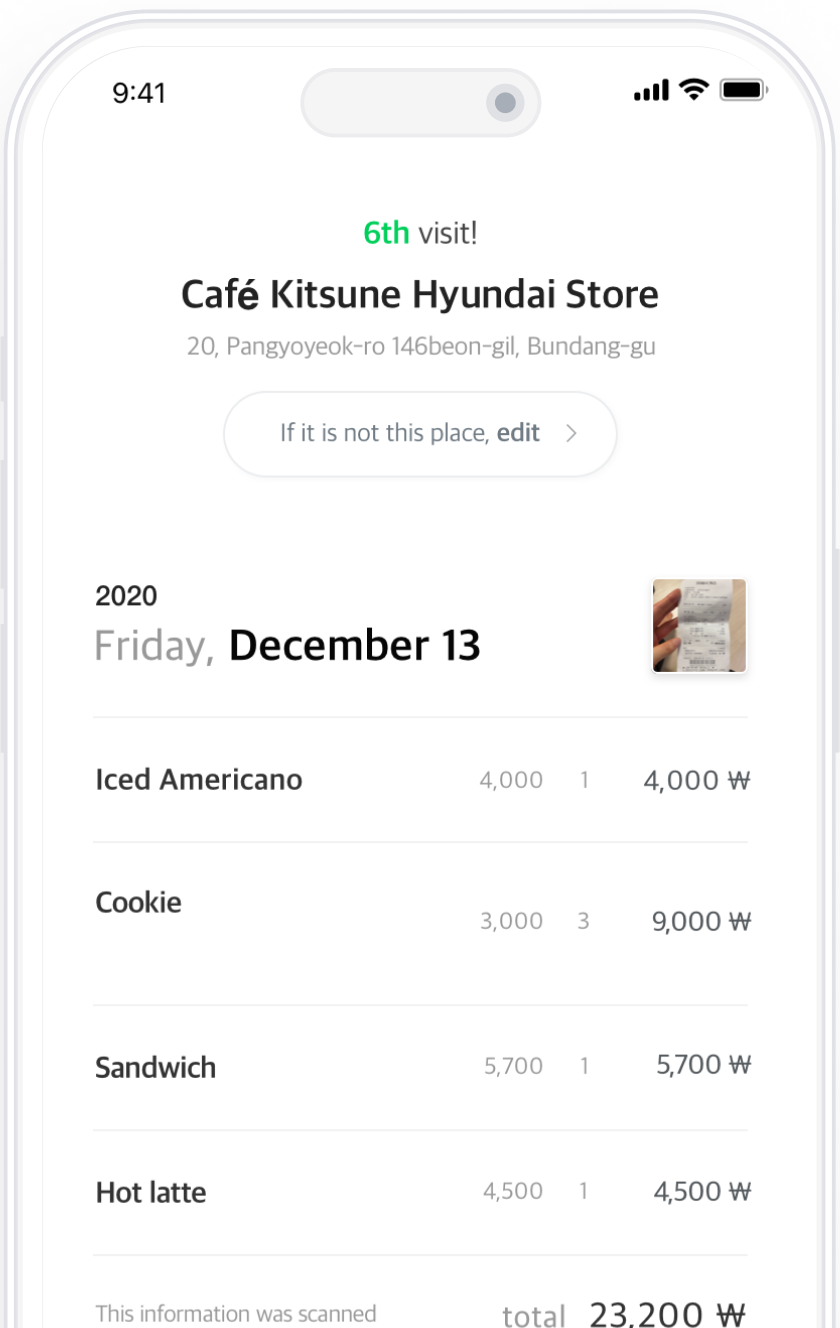 9:41
6th visit!
Café Kitsune Hyundai Store
20, Pangyoyeok-ro 146beon-gil, Bundang-gu
If it is not this place, edit >
2020
Friday, December 13
Iced Americano 4,000 1 4,000 ₩
Cookie 3,000 3 9,000 ₩
Sandwich 5,700 1 5,700 ₩
Hot latte 4,500 1 4,500 ₩
This information was scanned total 23,200 ₩